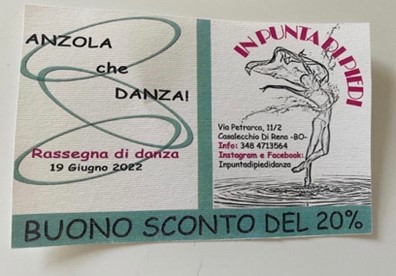 ANZOLA
che
DANZA!
Rassegna di danza
19 Giugno 2022
IN PUNTA DI PIEDI
Via Petrarca, 11/2
Casalecchio Di Reno -BO-
Info: 348 4713564
Instagram e Facebook:
Inpuntadipiedidanza
BUONO SCONTO DEL 20%